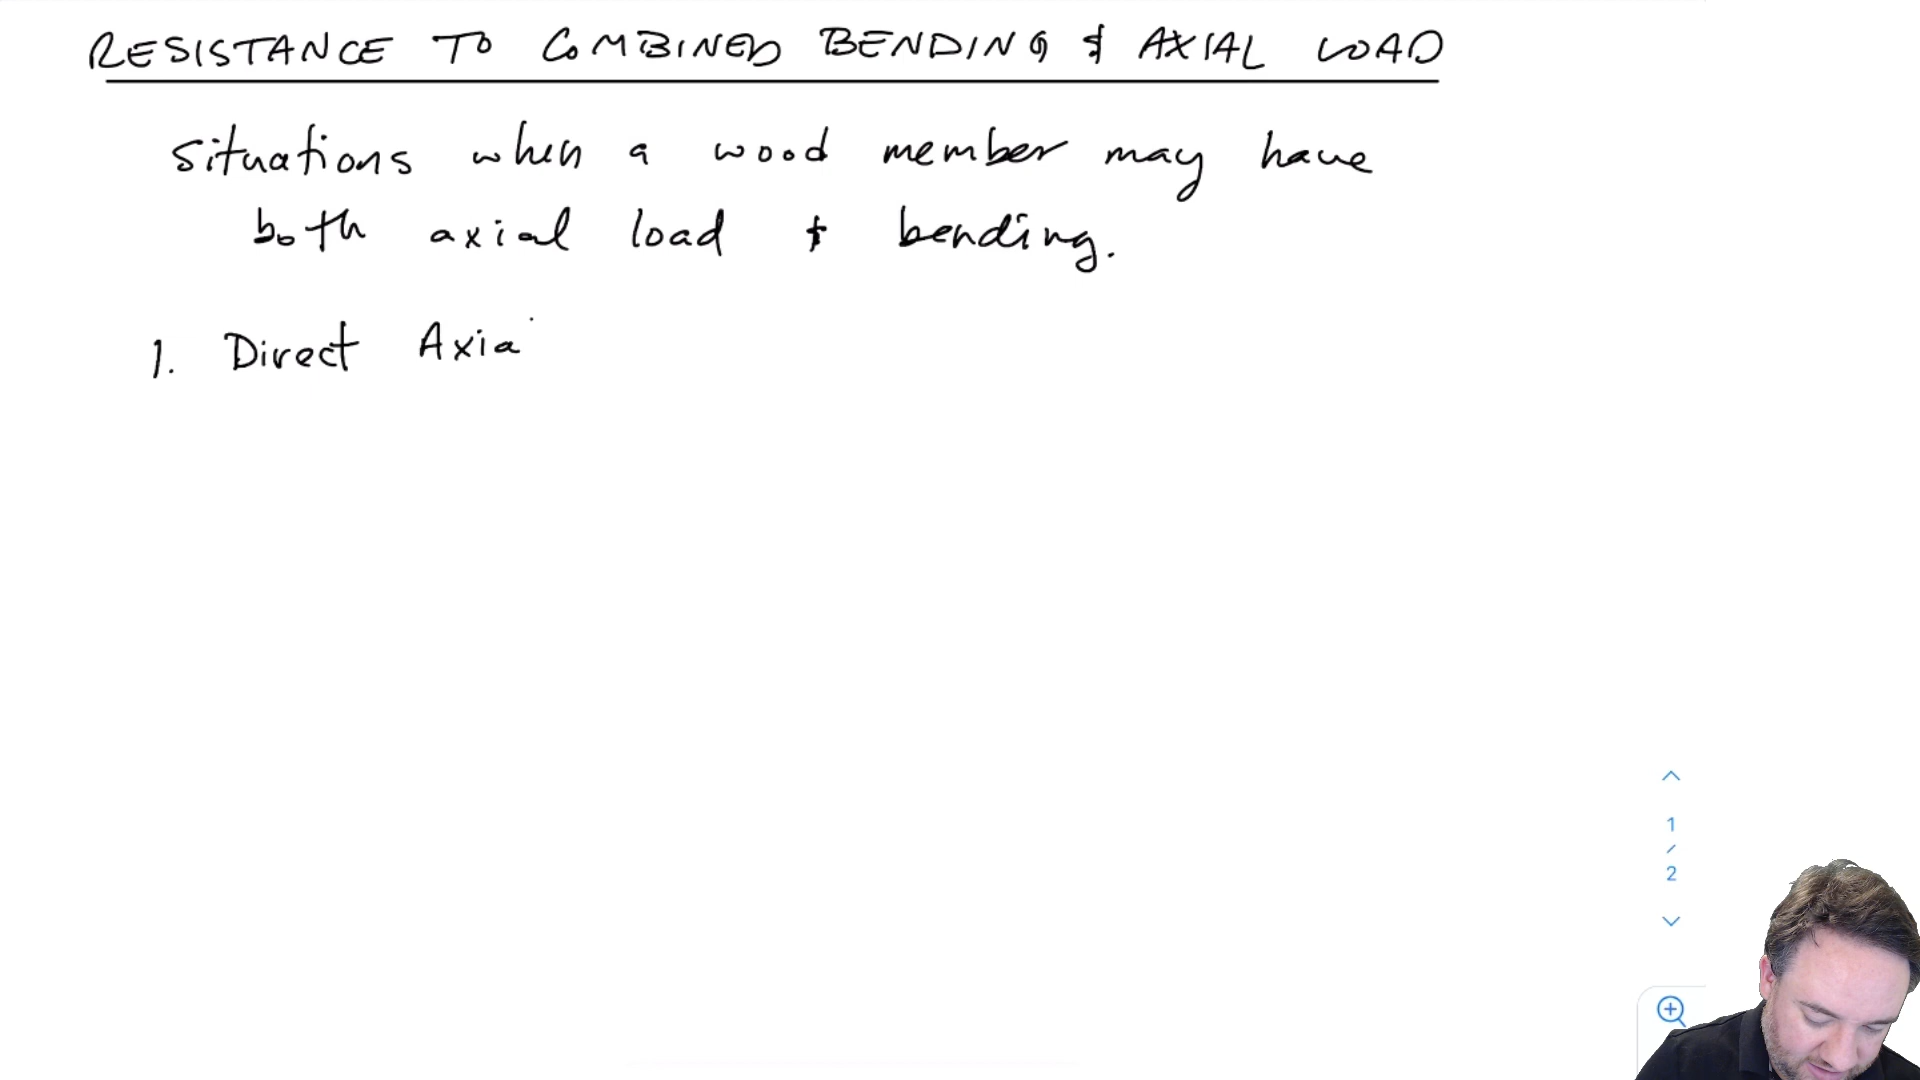 RESISTANCE TO COMBINED BENDING & AXIAL LOAD
situations when a wood member may have
both axial load & bending.
1. Direct Axia
1
/
2